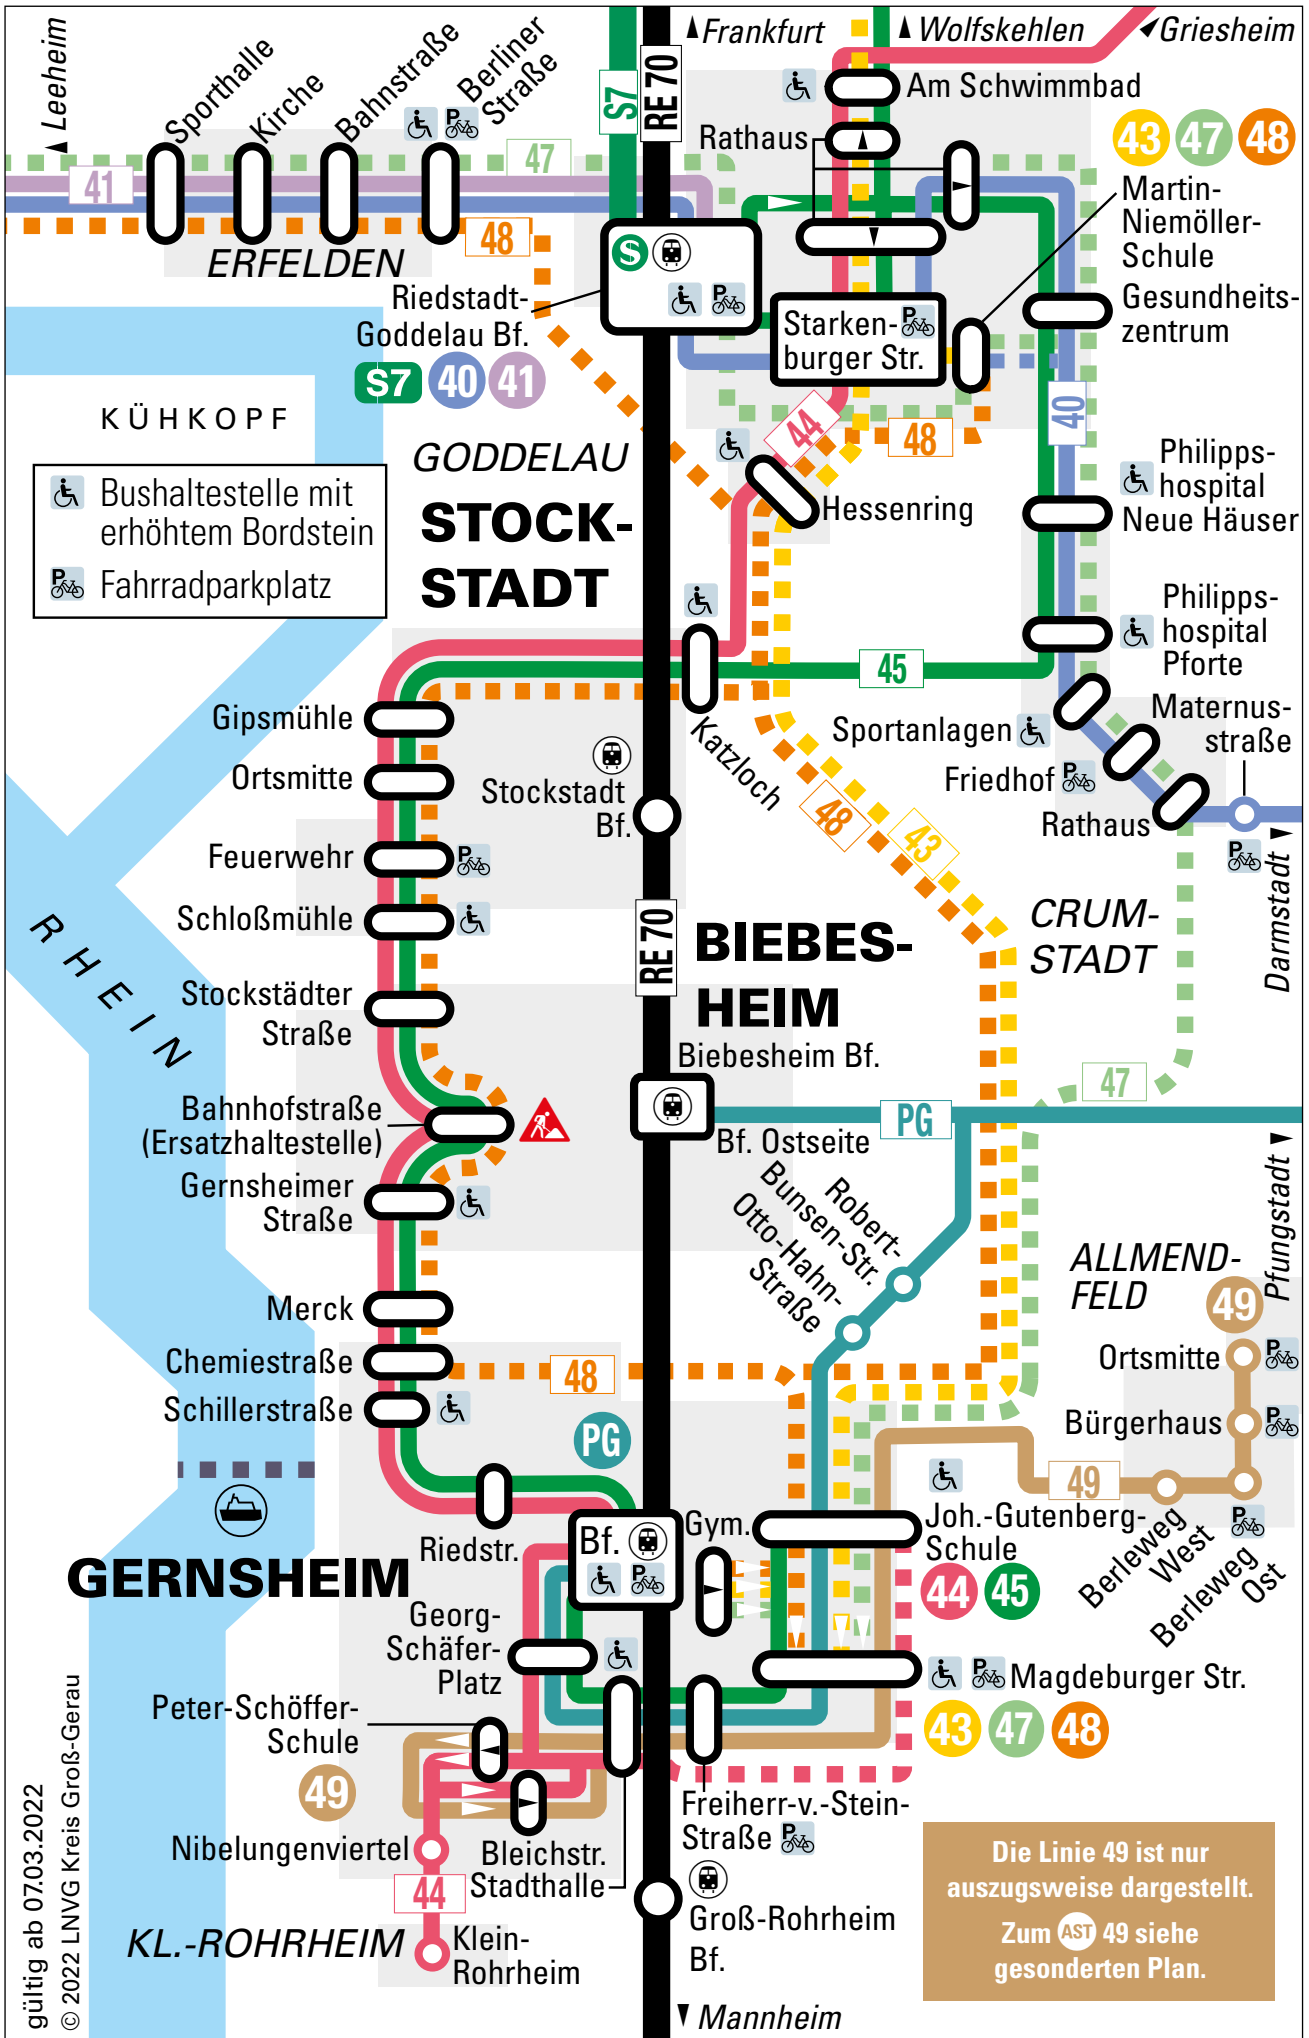 Leeheim
Sporthalle
Kirche
Bahnstraße
Berliner
Straße
P
47
41
48
ERFELDEN
S7
RE 70
Frankfurt
Wolfskehlen
Griesheim
Am Schwimmbad
Rathaus
43 47 48
Martin-
Niemöller-
Schule
Gesundheits-
zentrum
S
P
Riedstadt-
Goddelau Bf.
S7 40 41
Starken-
burger Str.
P
40
44
48
KÜHKOPF
GODDELAU
Bushaltestelle mit
erhöhtem Bordstein
P
Fahrradparkplatz
STOCK-
STADT
Hessenring
Philipps-
hospital
Neue Häuser
Philipps-
hospital
Pforte
45
Gipsmühle
Ortsmitte
Feuerwehr
P
Schloßmühle
Stockstädter
Straße
Stockstadt
Bf.
Katzloch
48
43
Sportanlagen
Friedhof
P
Rathaus
Maternus-
straße
P
Darmstadt
CRUM-
STADT
RHEIN
RE 70
BIEBES-
HEIM
Biebesheim Bf.
Bf. Ostseite
PG
47
Bahnhofstraße
(Ersatzhaltestelle)
Gernsheimer
Straße
Robert-
Bunsen-Str.
Otto-Hahn-
Straße
Pfungstadt
ALLMEND-
FELD
49
Ortsmitte
P
Bürgerhaus
P
Merck
Chemiestraße
Schillerstraße
48
PG
49
Berleweg
West
P
Berleweg
Ost
GERNSHEIM
Riedstr.
Bf.
P
Gym.
Joh.-Gutenberg-
Schule
44 45
Georg-
Schäfer-
Platz
P
Magdeburger Str.
43 47 48
Peter-Schöffer-
Schule
49
Nibelungenviertel
Bleichstr.
Stadthalle
Freiherr-v.-Stein-
Straße
P
44
KL.-ROHRHEIM
Klein-
Rohrheim
Groß-Rohrheim
Bf.
Mannheim
Die Linie 49 ist nur
auszugsweise dargestellt.
Zum AST 49 siehe
gesonderten Plan.
gültig ab 07.03.2022
© 2022 LNVG Kreis Groß-Gerau